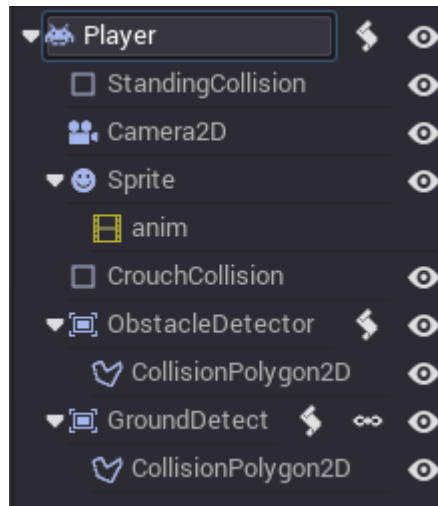 Player
StandingCollision
Camera2D
Sprite
anim
CrouchCollision
ObstacleDetector
CollisionPolygon2D
GroundDetect
CollisionPolygon2D